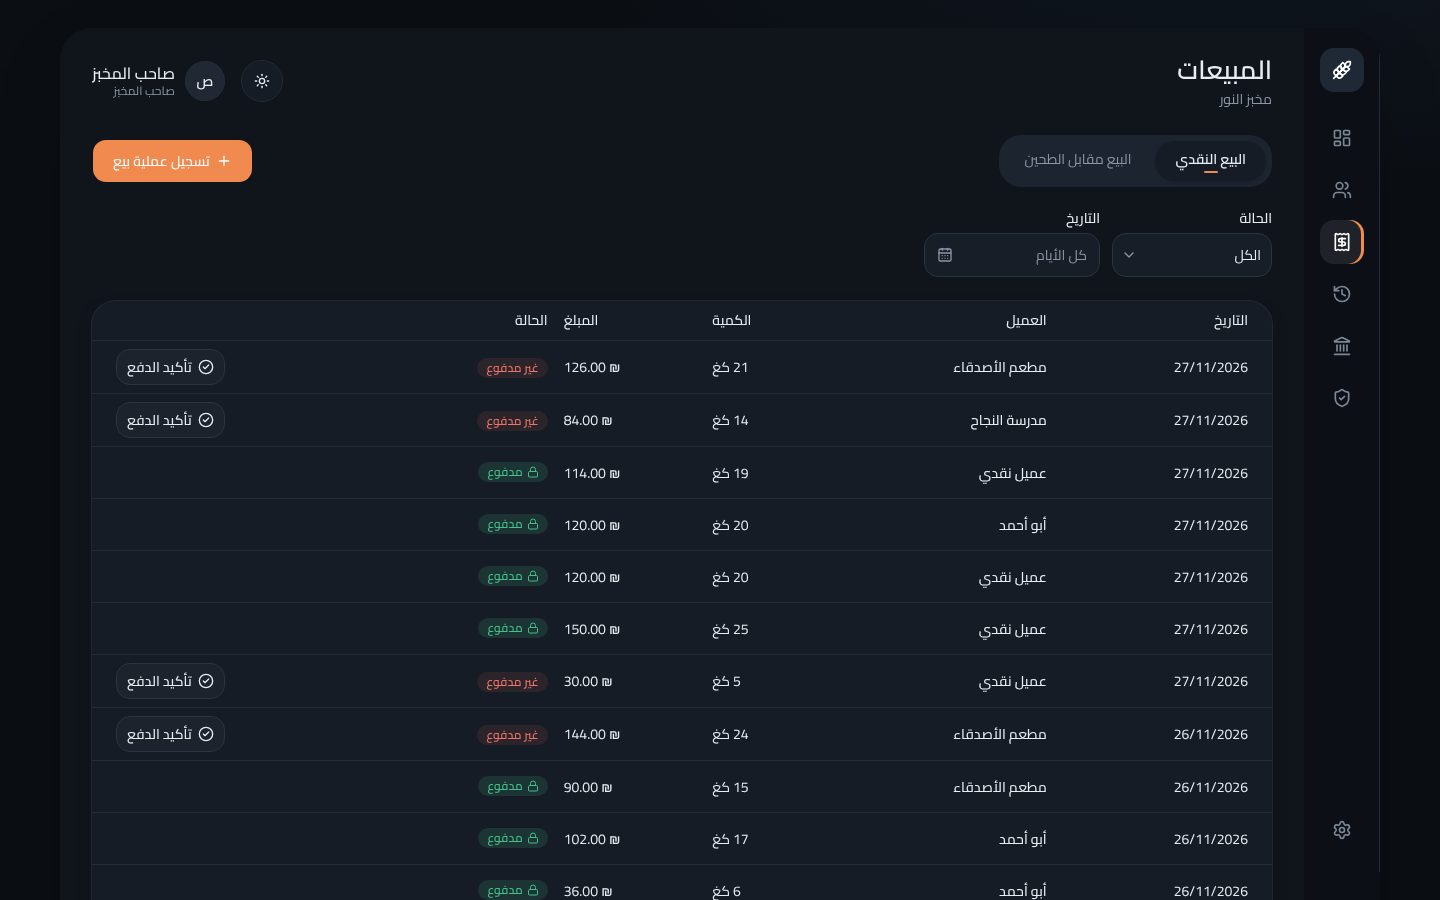 المبيعات
مخبز النور
ص
صاحب المخبز
صاحب المخبز
البيع النقدي
البيع مقابل الطحين
تسجيل عملية بيع
الحالة
التاريخ
الكل
كل الأيام
التاريخ العميل الكمية المبلغ الحالة
27/11/2026 مطعم الأصدقاء 21 كغ 126.00 ₪ غير مدفوع تأكيد الدفع
27/11/2026 مدرسة النجاح 14 كغ 84.00 ₪ غير مدفوع تأكيد الدفع
27/11/2026 عميل نقدي 19 كغ 114.00 ₪ مدفوع
27/11/2026 أبو أحمد 20 كغ 120.00 ₪ مدفوع
27/11/2026 عميل نقدي 20 كغ 120.00 ₪ مدفوع
27/11/2026 عميل نقدي 25 كغ 150.00 ₪ مدفوع
27/11/2026 عميل نقدي 5 كغ 30.00 ₪ غير مدفوع تأكيد الدفع
26/11/2026 مطعم الأصدقاء 24 كغ 144.00 ₪ غير مدفوع تأكيد الدفع
26/11/2026 مطعم الأصدقاء 15 كغ 90.00 ₪ مدفوع
26/11/2026 أبو أحمد 17 كغ 102.00 ₪ مدفوع
26/11/2026 أبو أحمد 6 كغ 36.00 ₪ مدفوع